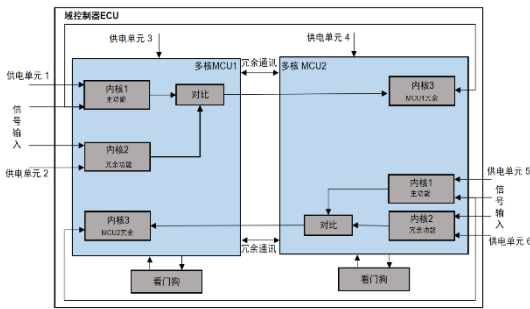 域控制器ECU
供电单元 3
供电单元 4
多核MCU1
冗余通讯
多核 MCU2
供电单元 1
内核1
主功能
对比
内核3
MCU1冗余
信号输入
内核2
冗余功能
供电单元 2
供电单元 5
内核1
主功能
信号输入
内核3
MCU2冗余
对比
内核2
冗余功能
供电单元 6
冗余通讯
看门狗
看门狗